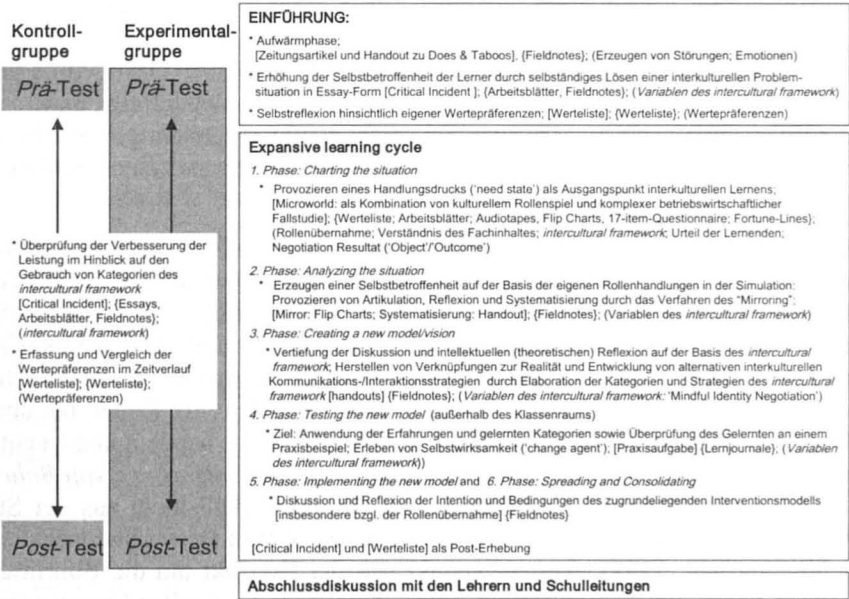 Kontroll-
gruppe
Experimental-
gruppe
Prä-Test
Prä-Test
* Überprüfung der Verbesserung der
Leistung im Hinblick auf den
Gebrauch von Kategorien des
intercultural framework
[Critical Incident]; {Essays,
Arbeitsblätter, Fieldnotes};
(intercultural framework)
* Erfassung und Vergleich der
Wertepräferenzen im Zeitverlauf
[Werteliste]; {Werteliste};
(Wertepräferenzen)
Post-Test
Post-Test
EINFÜHRUNG:
* Aufwärmphase;
[Zeitungsartikel und Handout zu Does & Taboos], {Fieldnotes}; (Erzeugen von Störungen; Emotionen)
* Erhöhung der Selbstbetroffenheit der Lerner durch selbständiges Lösen einer interkulturellen Problem-
situation in Essay-Form [Critical Incident ]; {Arbeitsblätter, Fieldnotes}; (Variablen des intercultural framework)
* Selbstreflexion hinsichtlich eigener Wertepräferenzen; [Werteliste]; {Werteliste}; (Wertepräferenzen)
Expansive learning cycle
1. Phase: Charting the situation
* Provozieren eines Handlungsdrucks ('need state') als Ausgangspunkt interkulturellen Lernens;
[Microworld: als Kombination von kulturellem Rollenspiel und komplexer betriebswirtschaftlicher
Fallstudie]; {Werteliste; Arbeitsblätter; Audiotapes, Flip Charts, 17-item-Questionnaire; Fortune-Lines};
(Rollenübernahme; Verständnis des Fachinhaltes; intercultural framework; Urteil der Lernenden;
Negotiation Resultat ('Object'/'Outcome')
2. Phase: Analyzing the situation
* Erzeugen einer Selbstbetroffenheit auf der Basis der eigenen Rollenhandlungen in der Simulation:
Provozieren von Artikulation, Reflexion und Systematisierung durch das Verfahren des "Mirroring":
[Mirror: Flip Charts; Systematisierung: Handout]; {Fieldnotes}; (Variablen des intercultural framework)
3. Phase: Creating a new model/vision
* Vertiefung der Discussion und intellektuellen (theoretischen) Reflexion auf der Basis des intercultural
framework; Herstellen von Verknüpfungen zur Realität und Entwicklung von alternativen interkulturellen
Kommunikations-/Interaktionsstrategien durch Elaboration der Kategorien und Strategien des intercultural
framework [handouts] {Fieldnotes}; (Variablen des intercultural framework: 'Mindful Identity Negotiation')
4. Phase: Testing the new model (außerhalb des Klassenraums)
* Ziel: Anwendung der Erfahrungen und gelernten Kategorien sowie Überprüfung des Gelernten an einem
Praxisbeispiel; Erleben von Selbstwirksamkeit ('change agent'); [Praxisaufgabe] {Lernjournale}; (Variablen
des intercultural framework))
5. Phase: Implementing the new model and 6. Phase: Spreading and Consolidating
* Diskussion und Reflexion der Intention und Bedingungen des zugrundeliegenden Interventionsmodells
[insbesondere bzgl. der Rollenübernahme] {Fieldnotes}
[Critical Incident] und [Werteliste] als Post-Erhebung
Abschlussdiskussion mit den Lehrern und Schulleitungen